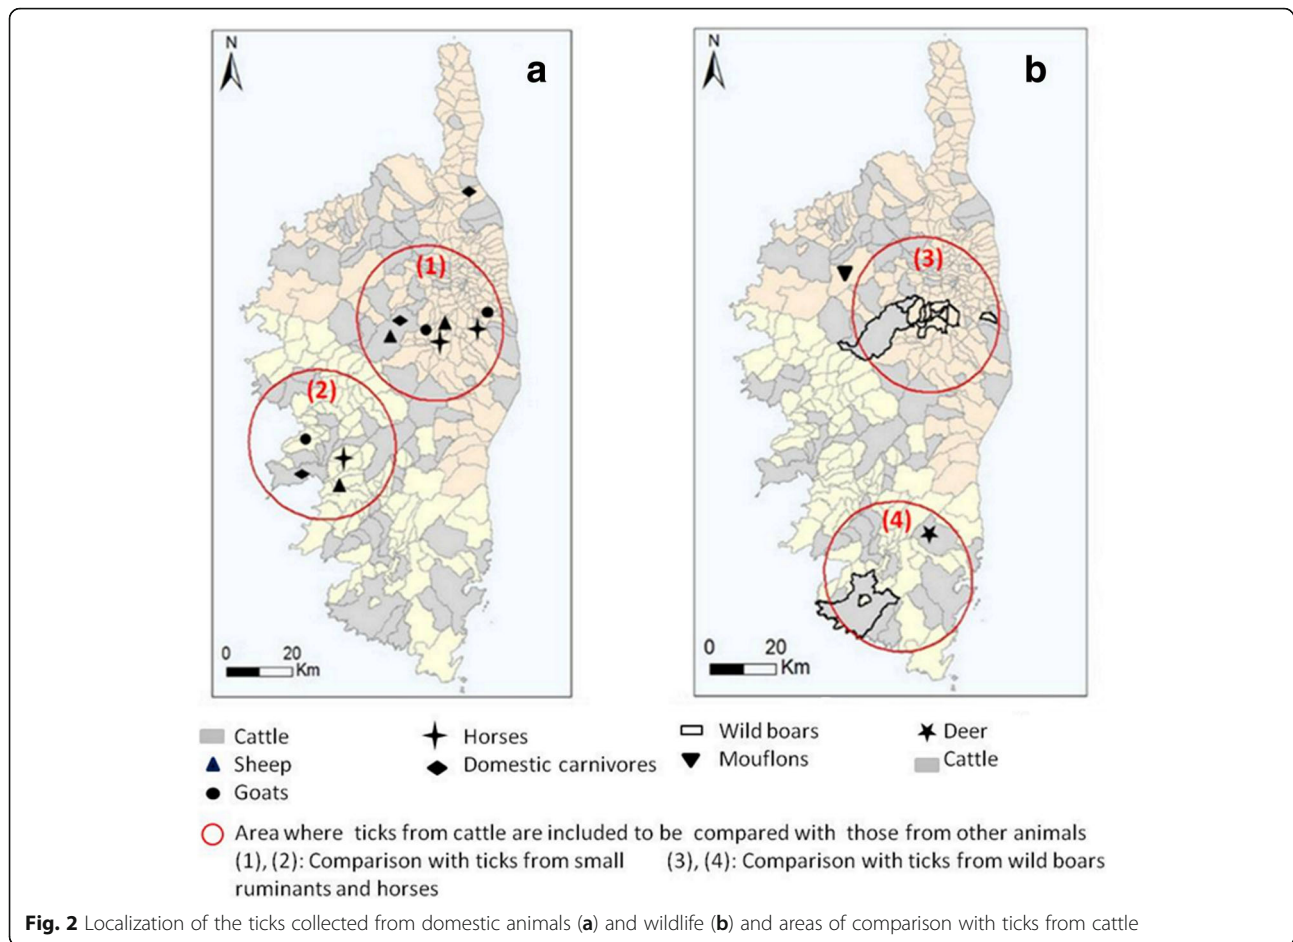 N
a
(1)
(2)
0 20
Km
N
b
(3)
(4)
0 20
Km
Cattle
Sheep
Goats
Horses
Domestic carnivores
Wild boars
Mouflons
Deer
Cattle
Area where ticks from cattle are included to be compared with those from other animals
(1), (2): Comparison with ticks from small
ruminants and horses
(3), (4): Comparison with ticks from wild boars
Fig. 2 Localization of the ticks collected from domestic animals (a) and wildlife (b) and areas of comparison with ticks from cattle